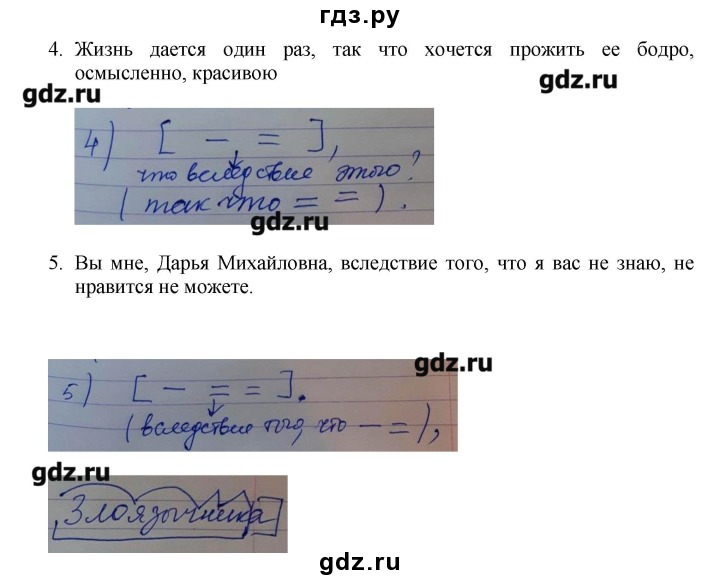 гдз.ру
4. Жизнь дается один раз, так что хочется прожить ее бодро,
осмысленно, красивою
gdz.ru
gdz.ru
4) [ — = ],
что вследствие этого?
(так что = = ).
gdz.ru
5. Вы мне, Дарья Михайловна, вследствие того, что я вас не знаю, не
нравится не можете.
gdz.ru
5) [ — = = ].
(вследствие того, что — = ),
gdz.ru
Злоязычника
gdz.ru